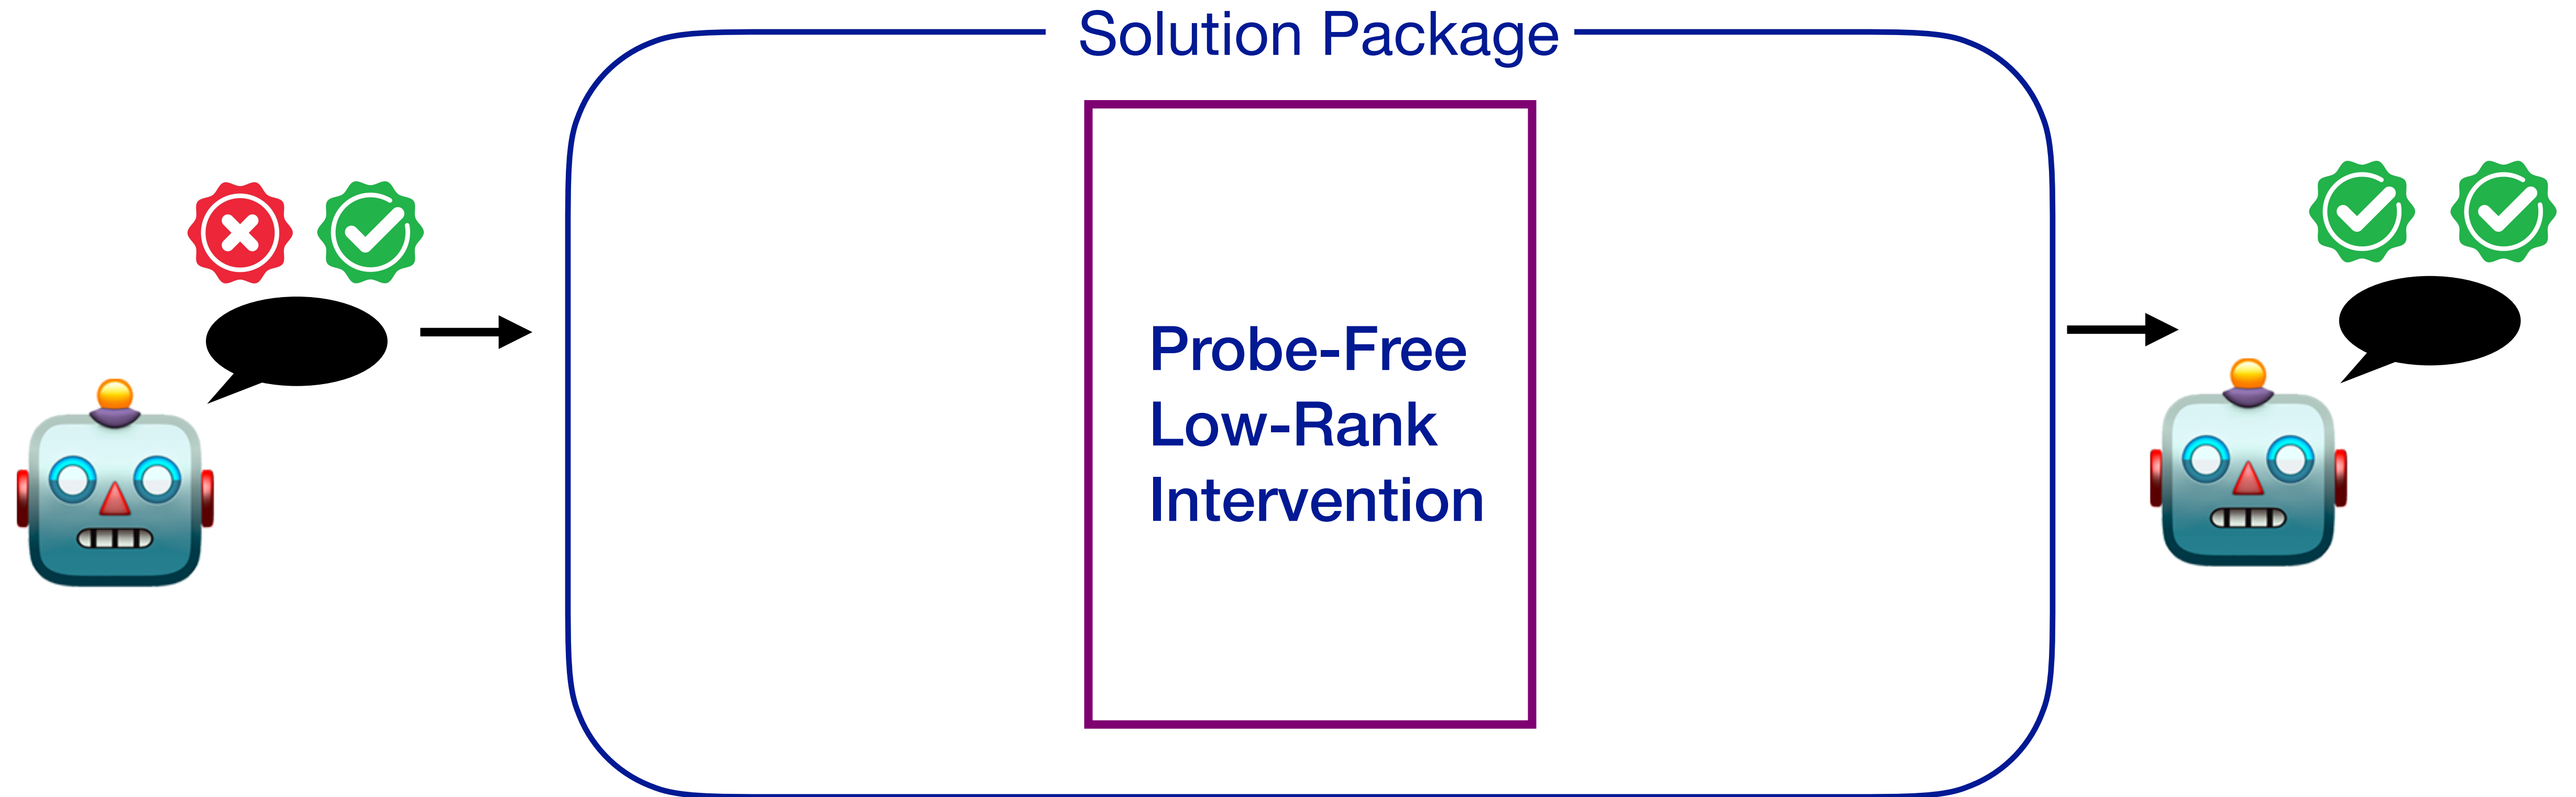 Solution Package
Probe-Free
Low-Rank
Intervention